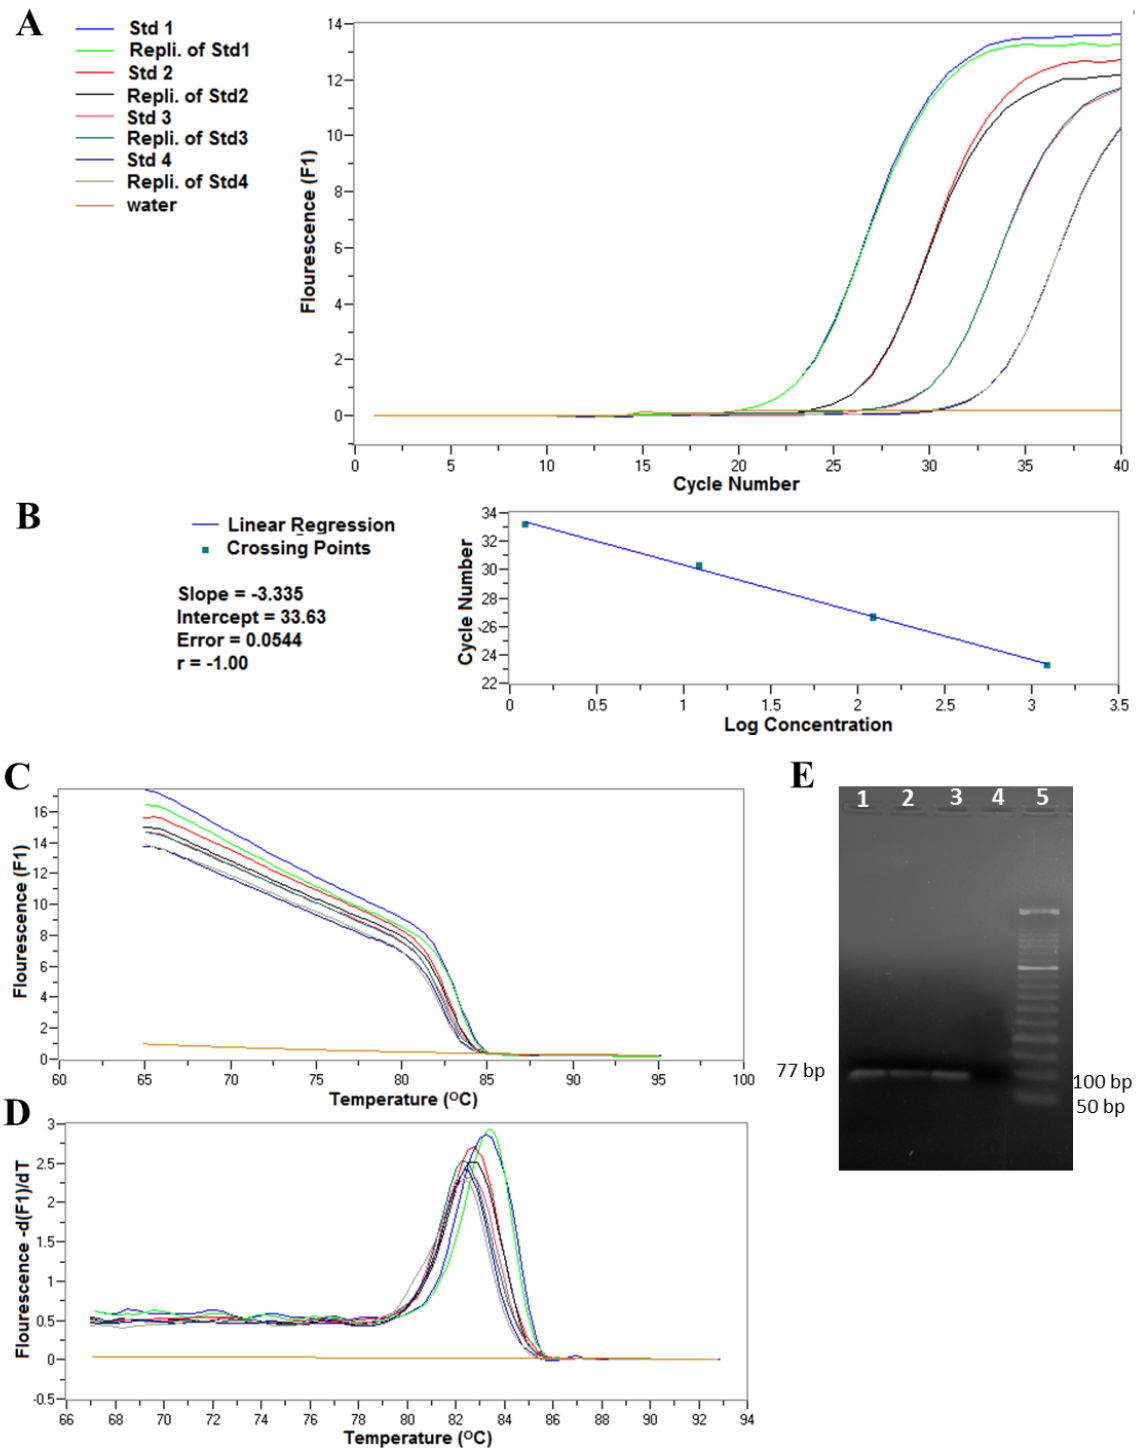 A
Std 1
Repli. of Std1
Std 2
Repli. of Std2
Std 3
Repli. of Std3
Std 4
Repli. of Std4
water
Flourescence (F1)
14
12
10
8
6
4
2
0
0 5 10 15 20 25 30 35 40
Cycle Number
B
Linear Regression
Crossing Points
Slope = -3.335
Intercept = 33.63
Error = 0.0544
r = -1.00
Cycle Number
34
32
30
28
26
24
22
0 0.5 1 1.5 2 2.5 3 3.5
Log Concentration
C
Flourescence (F1)
16
14
12
10
8
6
4
2
0
60 65 70 75 80 85 90 95 100
Temperature (OC)
D
Flourescence -d(F1)/dT
3
2.5
2
1.5
1
0.5
0
-0.5
66 68 70 72 74 76 78 80 82 84 86 88 90 92 94
Temperature (OC)
E
1 2 3 4 5
77 bp
100 bp
50 bp